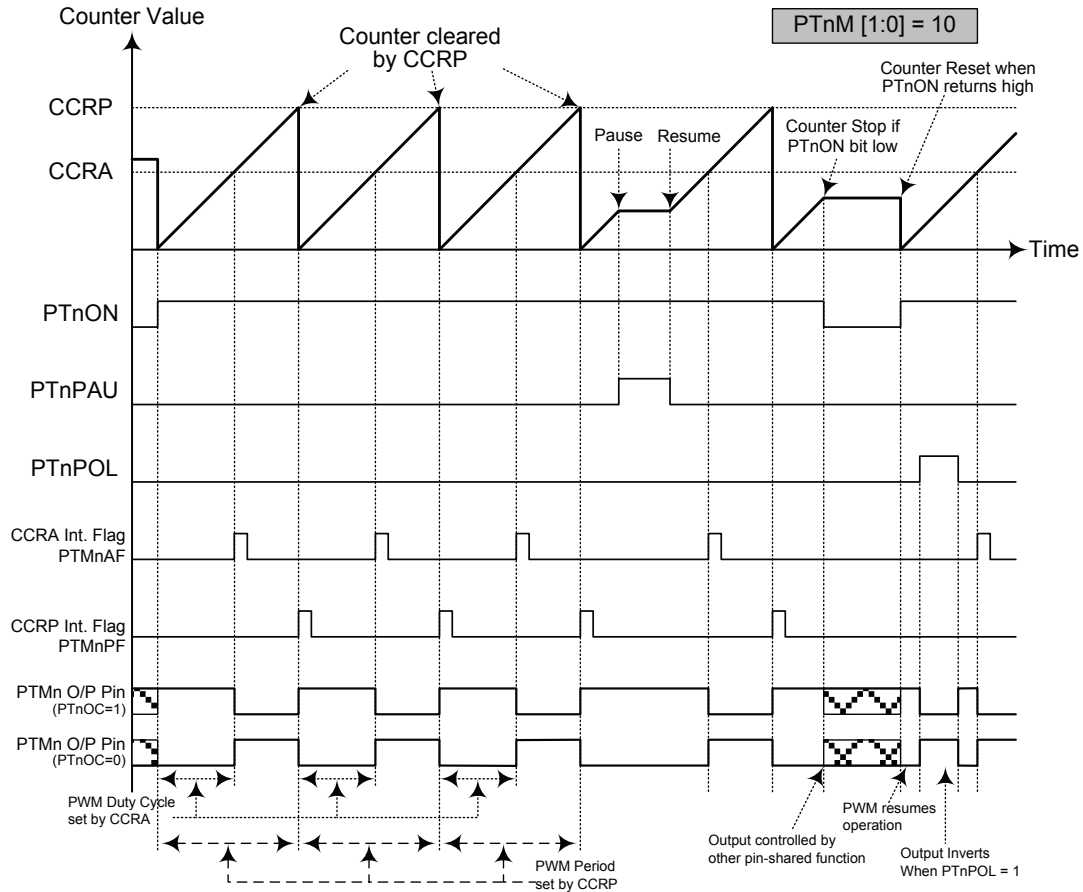 Counter Value
PTnM [1:0] = 10
Counter cleared
by CCRP
Counter Reset when
PTnON returns high
CCRP
Pause
Resume
Counter Stop if
PTnON bit low
CCRA
Time
PTnON
PTnPAU
PTnPOL
CCRA Int. Flag
PTMnAF
CCRP Int. Flag
PTMnPF
PTMn O/P Pin
(PTnOC=1)
PTMn O/P Pin
(PTnOC=0)
PWM Duty Cycle
set by CCRA
PWM resumes
operation
Output controlled by
other pin-shared function
Output Inverts
When PTnPOL = 1
PWM Period
set by CCRP